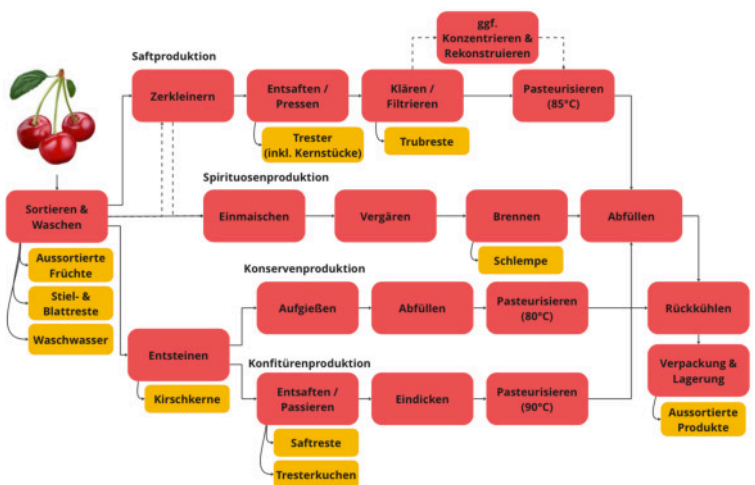 ggf.
Konzentrieren &
Rekonstruieren
Saftproduktion
Zerkleinern
Entsaften /
Pressen
Klären /
Filtrieren
Pasteurisieren
(85°C)
Trester
(inkl. Kernstücke)
Trubreste
Spirituosenproduktion
Sortieren &
Waschen
Einmaischen
Vergären
Brennen
Abfüllen
Aussortierte
Früchte
Schlempe
Stiel- &
Blattreste
Waschwasser
Konservenproduktion
Aufgießen
Abfüllen
Pasteurisieren
(80°C)
Rückkühlen
Entsteinen
Kirschkerne
Konfitürenproduktion
Entsaften /
Passieren
Eindicken
Pasteurisieren
(90°C)
Verpackung &
Lagerung
Aussortierte
Produkte
Saftreste
Tresterkuchen